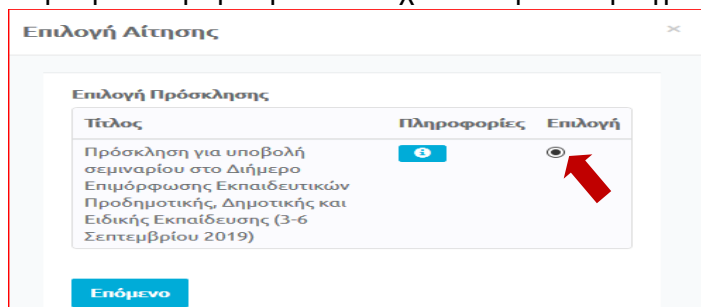 Επιλογή Αίτησης
Επιλογή Πρόσκλησης
Τίτλος Πληροφορίες Επιλογή
Πρόσκληση για υποβολή
σεμιναρίου στο Διήμερο
Επιμόρφωσης Εκπαιδευτικών
Προδημοτικής, Δημοτικής και
Ειδικής Εκπαίδευσης (3-6
Σεπτεμβρίου 2019)
Επόμενο